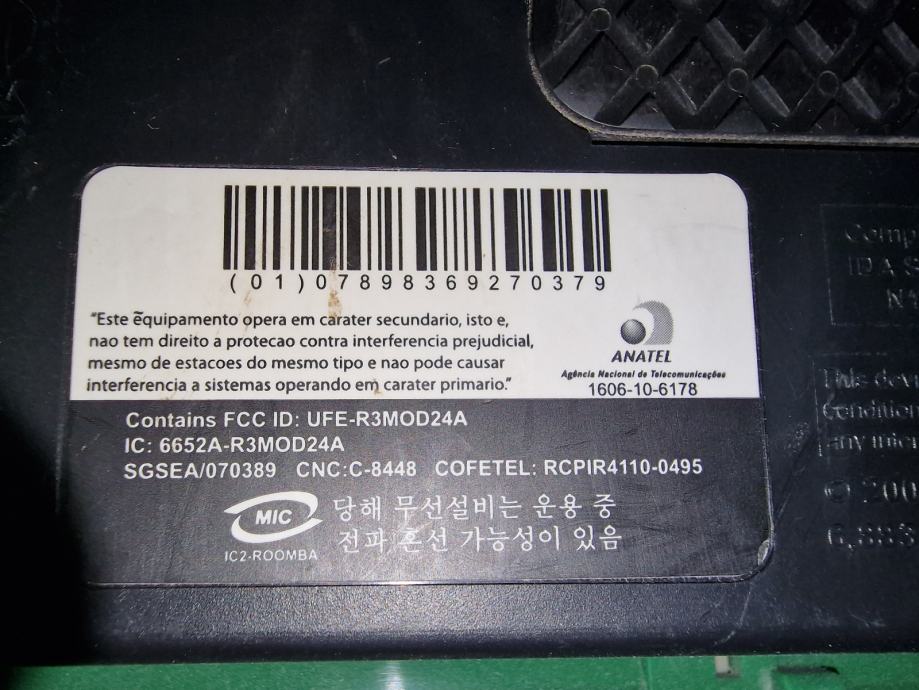 (01)07898369270379
"Este equipamento opera em carater secundario, isto e,
nao tem direito a protecao contra interferencia prejudicial,
mesmo de estacoes do mesmo tipo e nao pode causar
interferencia a sistemas operando em carater primario."
ANATEL
Agência Nacional de Telecomunicações
1606-10-6178
Contains FCC ID: UFE-R3MOD24A
IC: 6652A-R3MOD24A
SGSEA/070389 CNC:C-8448 COFETEL: RCPIR4110-0495
MIC
IC2-ROOMBA
당해 무선설비는 운용 중
전파 혼선 가능성이 있음
This
© 200